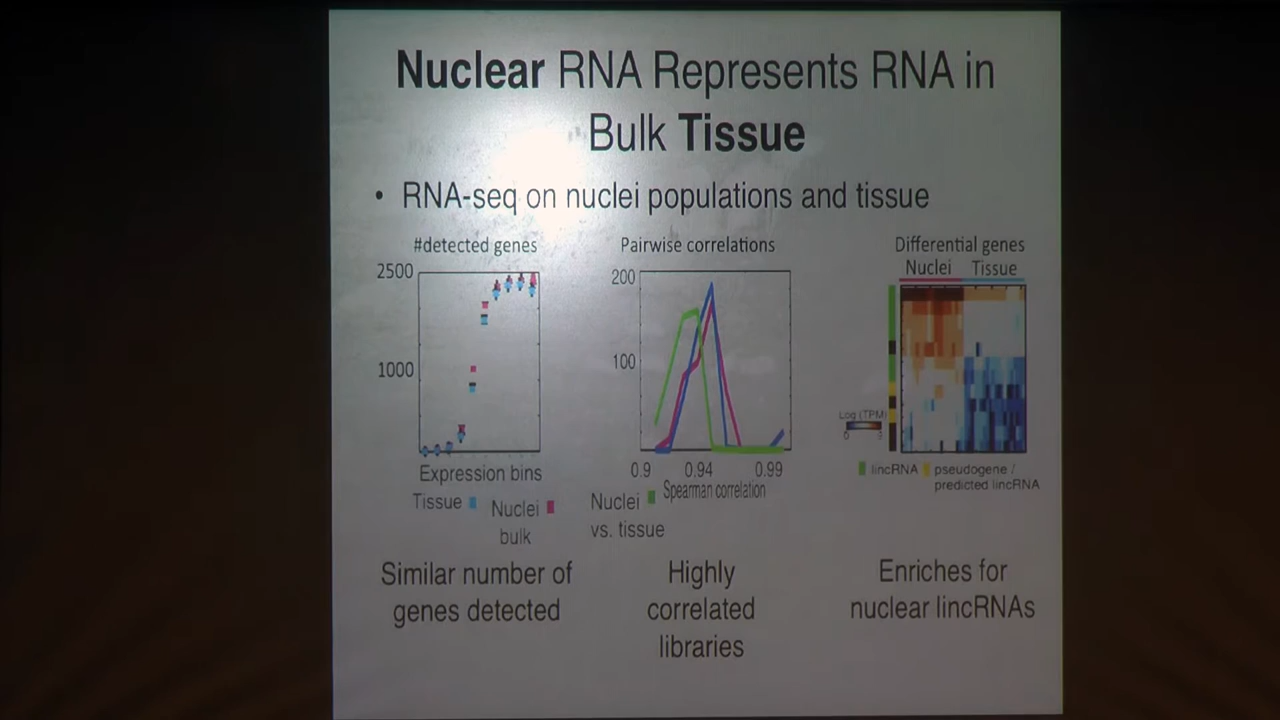 Nuclear RNA Represents RNA in
Bulk Tissue
• RNA-seq on nuclei populations and tissue
#detected genes
2500
1000
Expression bins
Tissue
Nuclei
bulk
Similar number of
genes detected
Pairwise correlations
200
100
0.9 0.94 0.99
Spearman correlation
Nuclei
vs. tissue
Highly
correlated
libraries
Differential genes
Nuclei Tissue
Log (TPM)
0
lincRNA
pseudogene /
predicted lincRNA
Enriches for
nuclear lincRNAs